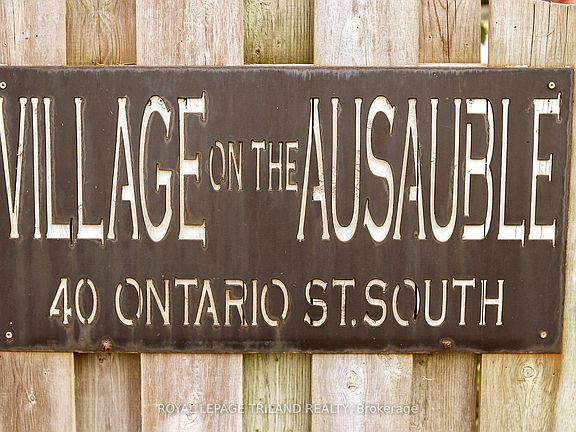 VILLAGE ON THE AUSAUBLE
40 ONTARIO ST. SOUTH
ROYAL LEPAGE TRILAND REALTY, Brokerage